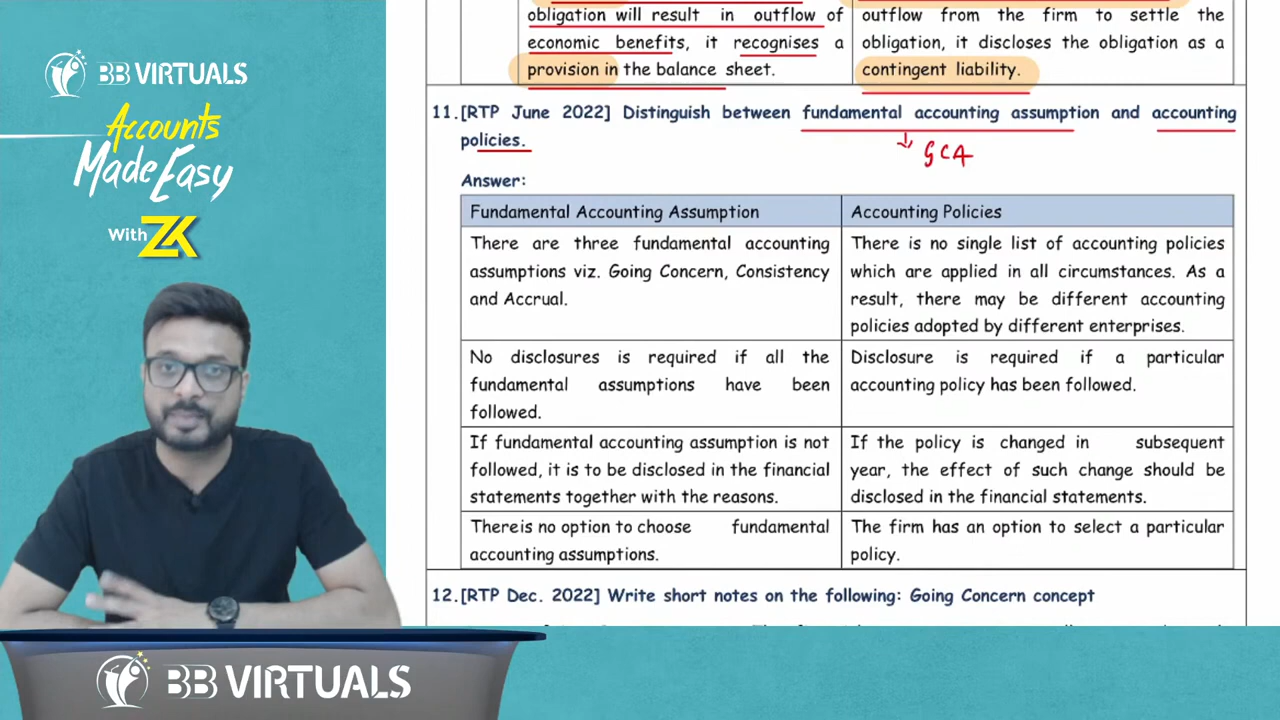 BB VIRTUALS
Accounts
Made Easy
With ZK
obligation will result in outflow of
economic benefits, it recognises a
provision in the balance sheet.
outflow from the firm to settle the
obligation, it discloses the obligation as a
contingent liability.
11.[RTP June 2022] Distinguish between fundamental accounting assumption and accounting
policies.
GCA
Answer:
Fundamental Accounting Assumption
Accounting Policies
There are three fundamental accounting
assumptions viz. Going Concern, Consistency
and Accrual.
There is no single list of accounting policies
which are applied in all circumstances. As a
result, there may be different accounting
policies adopted by different enterprises.
No disclosures is required if all the
fundamental assumptions have been
followed.
Disclosure is required if a particular
accounting policy has been followed.
If fundamental accounting assumption is not
followed, it is to be disclosed in the financial
statements together with the reasons.
If the policy is changed in subsequent
year, the effect of such change should be
disclosed in the financial statements.
Thereis no option to choose fundamental
accounting assumptions.
The firm has an option to select a particular
policy.
12.[RTP Dec. 2022] Write short notes on the following: Going Concern concept
BB VIRTUALS